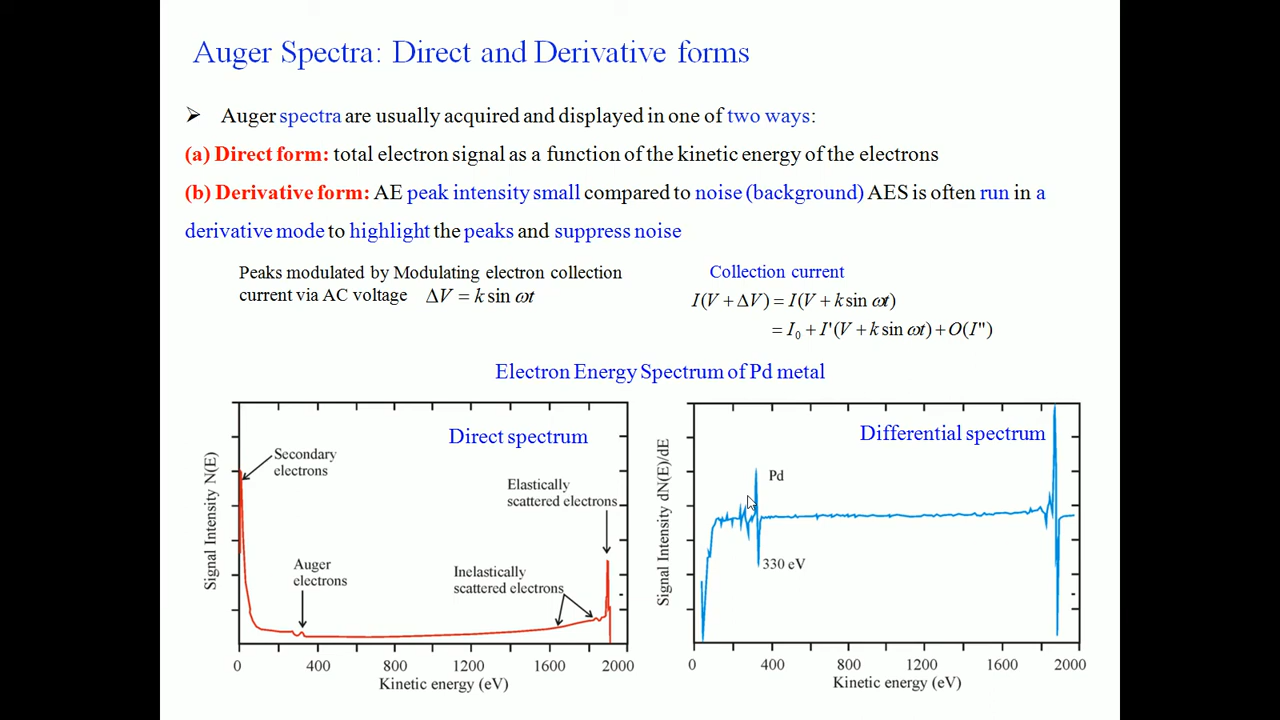 Auger Spectra: Direct and Derivative forms
➢ Auger spectra are usually acquired and displayed in one of two ways:
(a) Direct form: total electron signal as a function of the kinetic energy of the electrons
(b) Derivative form: AE peak intensity small compared to noise (background) AES is often run in a
derivative mode to highlight the peaks and suppress noise
Peaks modulated by Modulating electron collection
current via AC voltage ΔV = k sin ωt
Collection current
I(V + ΔV) = I(V + k sin ωt)
= I₀ + I'(V + k sin ωt) + O(I'')
Electron Energy Spectrum of Pd metal
Direct spectrum
Signal Intensity N(E)
Secondary
electrons
Elastically
scattered electrons
Auger
electrons
Inelastically
scattered electrons
0 400 800 1200 1600 2000
Kinetic energy (eV)
Differential spectrum
Signal Intensity dN(E)/dE
Pd
330 eV
0 400 800 1200 1600 2000
Kinetic energy (eV)